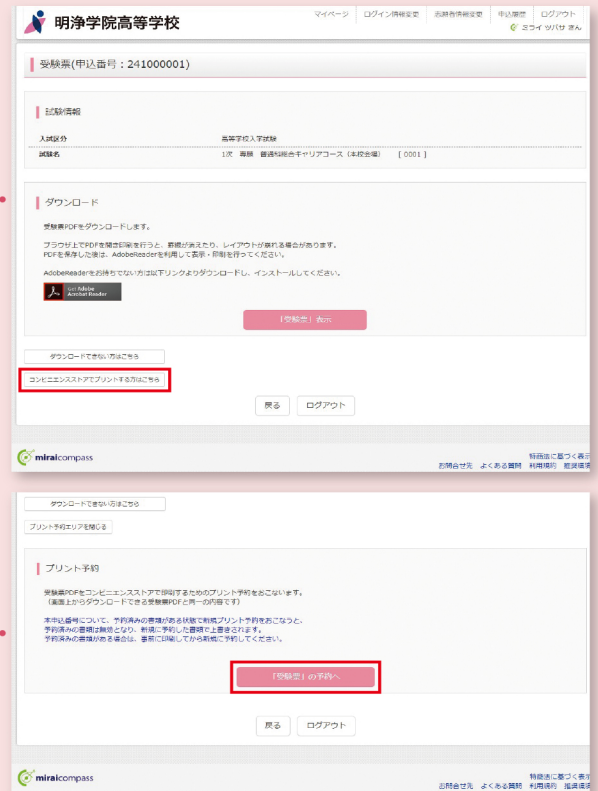 明浄学院高等学校
マイページ ログイン情報変更 志願者情報変更 申込履歴 ログアウト
ミライ ツバサ さん
受験票(申込番号：241000001)
試験情報
入試区分 高等学校入学試験
試験名 1次 専願 普通科総合キャリアコース（本校会場） [ 0001 ]
ダウンロード
受験票PDFをダウンロードします。
ブラウザ上でPDFを開き印刷を行うと、罫線が消えたり、レイアウトが崩れる場合があります。
PDFを保存した後は、AdobeReaderを利用して表示・印刷を行ってください。
AdobeReaderをお持ちでない方は以下リンクよりダウンロードし、インストールしてください。
Get Adobe
Acrobat Reader
「受験票」表示
ダウンロードできない方はこちら
コンビニエンスストアでプリントする方はこちら
戻る ログアウト
miraicompass
特商法に基づく表示
お問合せ先 よくある質問 利用規約 推奨環境
ダウンロードできない方はこちら
プリント予約エリアを閉じる
プリント予約
受験票PDFをコンビニエンスストアで印刷するためのプリント予約をおこないます。
（画面上からダウンロードできる受験票PDFと同一の内容です）
本申込番号について、予約済みの書類がある状態で新規プリント予約をおこなうと、
予約済みの書類は無効となり、新規に予約した書類で上書きされます。
予約済みの書類がある場合は、事前に印刷してから新規に予約してください。
「受験票」の予約へ
戻る ログアウト
miraicompass
特商法に基づく表示
お問合せ先 よくある質問 利用規約 推奨環境